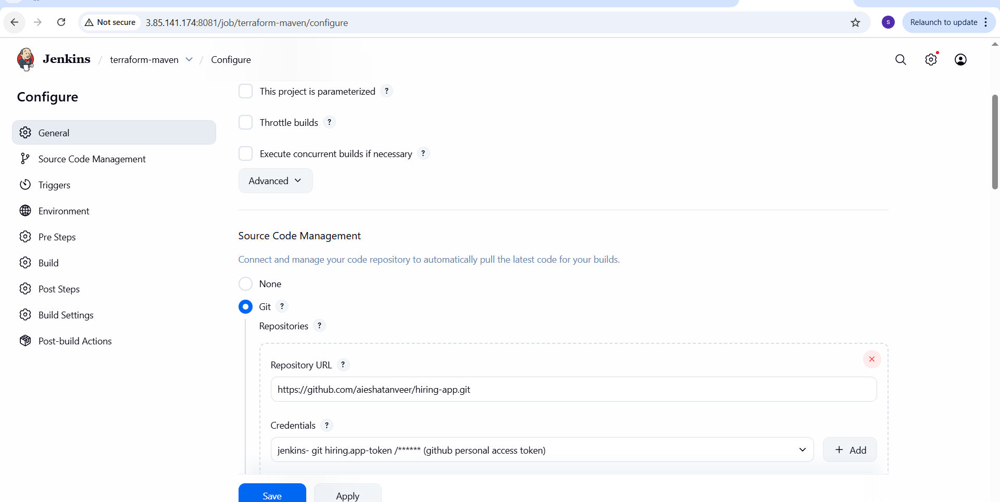 Not secure 3.85.141.174:8081/job/terraform-maven/configure S Relaunch to update
Jenkins / terraform-maven / Configure
Configure
General
Source Code Management
Triggers
Environment
Pre Steps
Build
Post Steps
Build Settings
Post-build Actions
This project is parameterized ?
Throttle builds ?
Execute concurrent builds if necessary ?
Advanced
Source Code Management
Connect and manage your code repository to automatically pull the latest code for your builds.
None
Git ?
Repositories ?
Repository URL ?
https://github.com/aieshatanveer/hiring-app.git
Credentials ?
jenkins- git hiring.app-token /****** (github personal access token)
+ Add
Save Apply